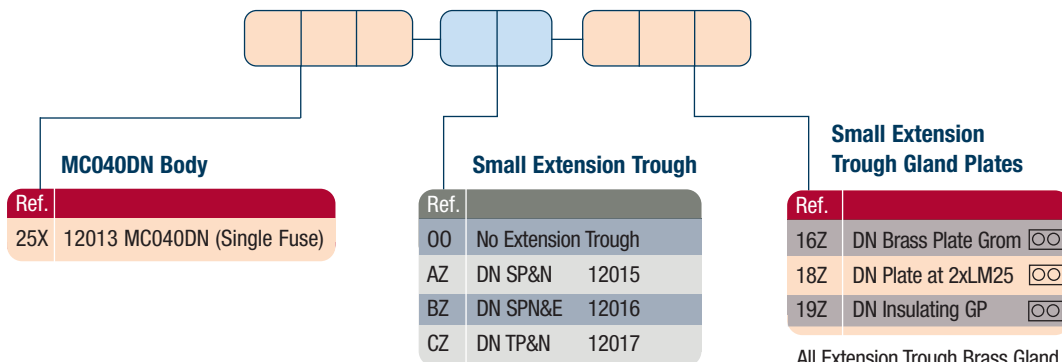 MC040DN Body
Ref.
25X 12013 MC040DN (Single Fuse)
Small Extension Trough
Ref.
00 No Extension Trough
AZ DN SP&N 12015
BZ DN SPN&E 12016
CZ DN TP&N 12017
Small Extension
Trough Gland Plates
Ref.
16Z DN Brass Plate Grom
18Z DN Plate at 2xLM25
19Z DN Insulating GP
All Extension Trough Brass Gland